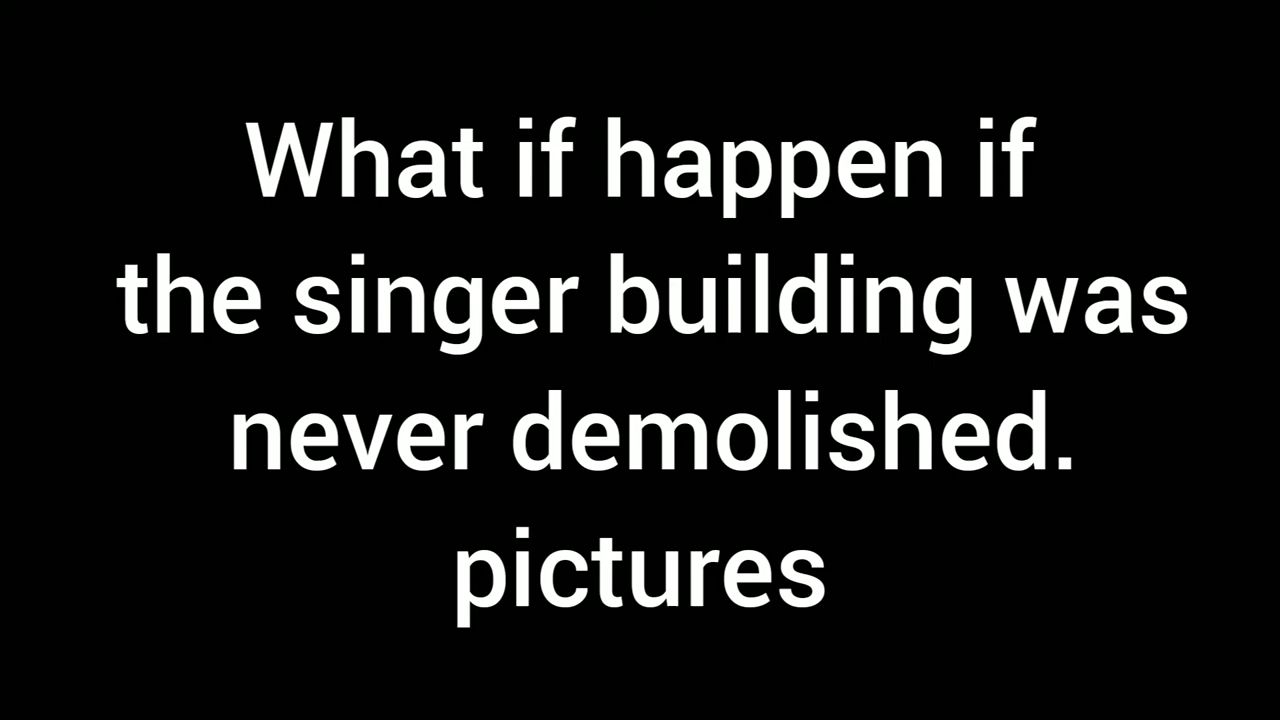 What if happen if
the singer building was
never demolished.
pictures